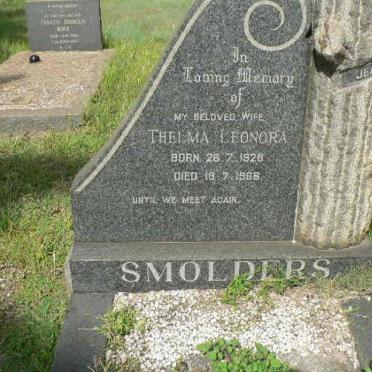 In
Loving Memory
of
MY BELOVED WIFE
THELMA LEONORA
BORN 26. 7. 1928
DIED 19. 7. 1966.
UNTIL WE MEET AGAIN.
SMOLDERS